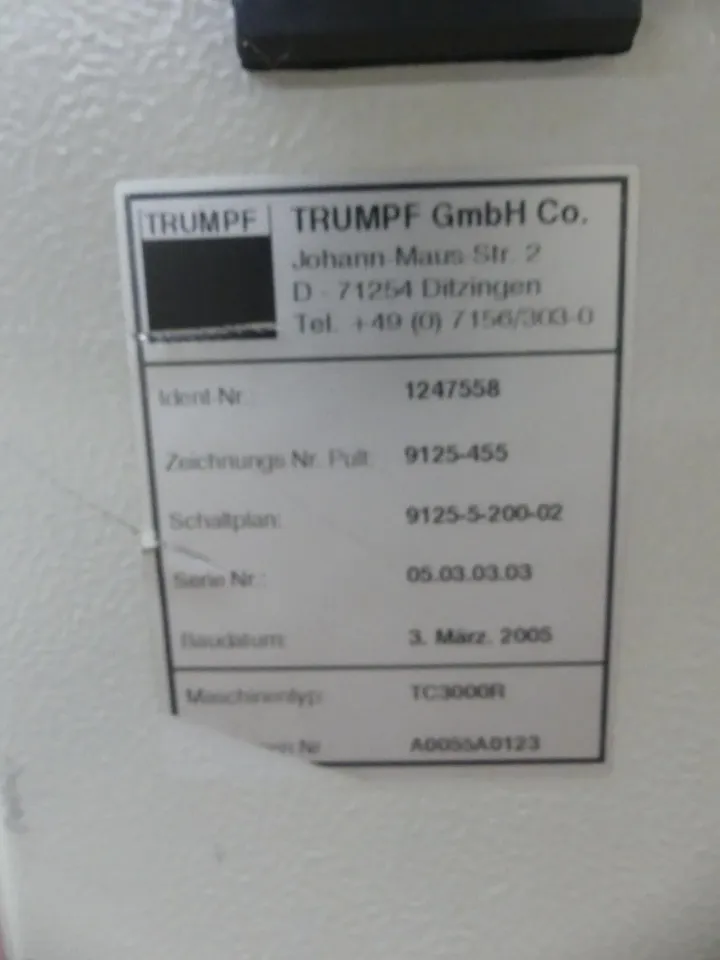 TRUMPF
TRUMPF GmbH Co.
Johann-Maus-Str. 2
D - 71254 Ditzingen
Tel. +49 (0) 7156/303-0
Ident-Nr.: 1247558
Zeichnungs Nr. Pult: 9125-455
Schaltplan: 9125-5-200-02
Serie Nr.: 05.03.03.03
Baudatum: 3. März. 2005
Maschinentyp: TC3000R
Nr. A0055A0123